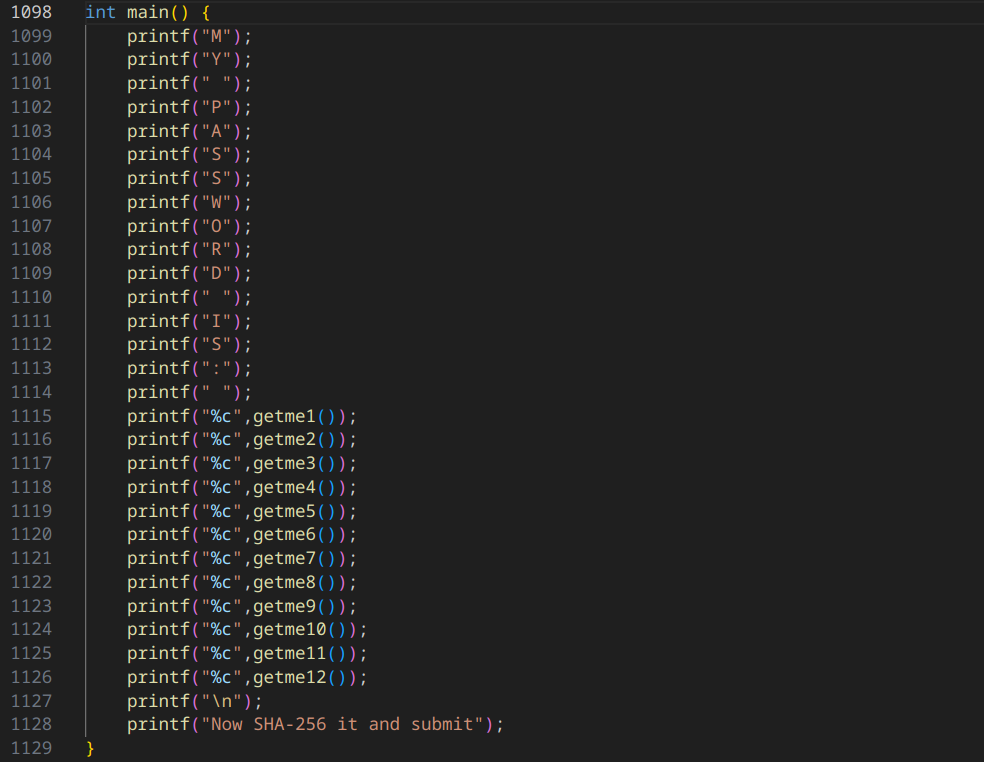 1098 int main() {
1099 printf("M");
1100 printf("Y");
1101 printf(" ");
1102 printf("P");
1103 printf("A");
1104 printf("S");
1105 printf("S");
1106 printf("W");
1107 printf("O");
1108 printf("R");
1109 printf("D");
1110 printf(" ");
1111 printf("I");
1112 printf("S");
1113 printf(":");
1114 printf(" ");
1115 printf("%c",getme1());
1116 printf("%c",getme2());
1117 printf("%c",getme3());
1118 printf("%c",getme4());
1119 printf("%c",getme5());
1120 printf("%c",getme6());
1121 printf("%c",getme7());
1122 printf("%c",getme8());
1123 printf("%c",getme9());
1124 printf("%c",getme10());
1125 printf("%c",getme11());
1126 printf("%c",getme12());
1127 printf("\n");
1128 printf("Now SHA-256 it and submit");
1129 }